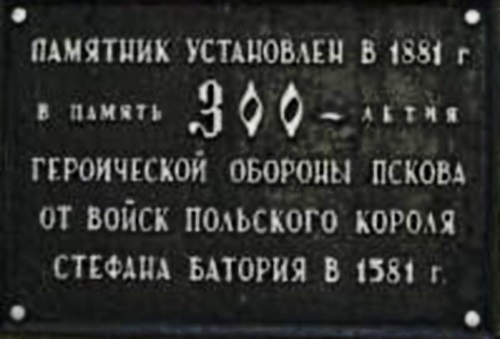 ПАМЯТНИК УСТАНОВЛЕН В 1881 г
В ПАМЯТЬ 300-ЛЕТИЯ
ГЕРОИЧЕСКОЙ ОБОРОНЫ ПСКОВА
ОТ ВОЙСК ПОЛЬСКОГО КОРОЛЯ
СТЕФАНА БАТОРИЯ В 1581 г.